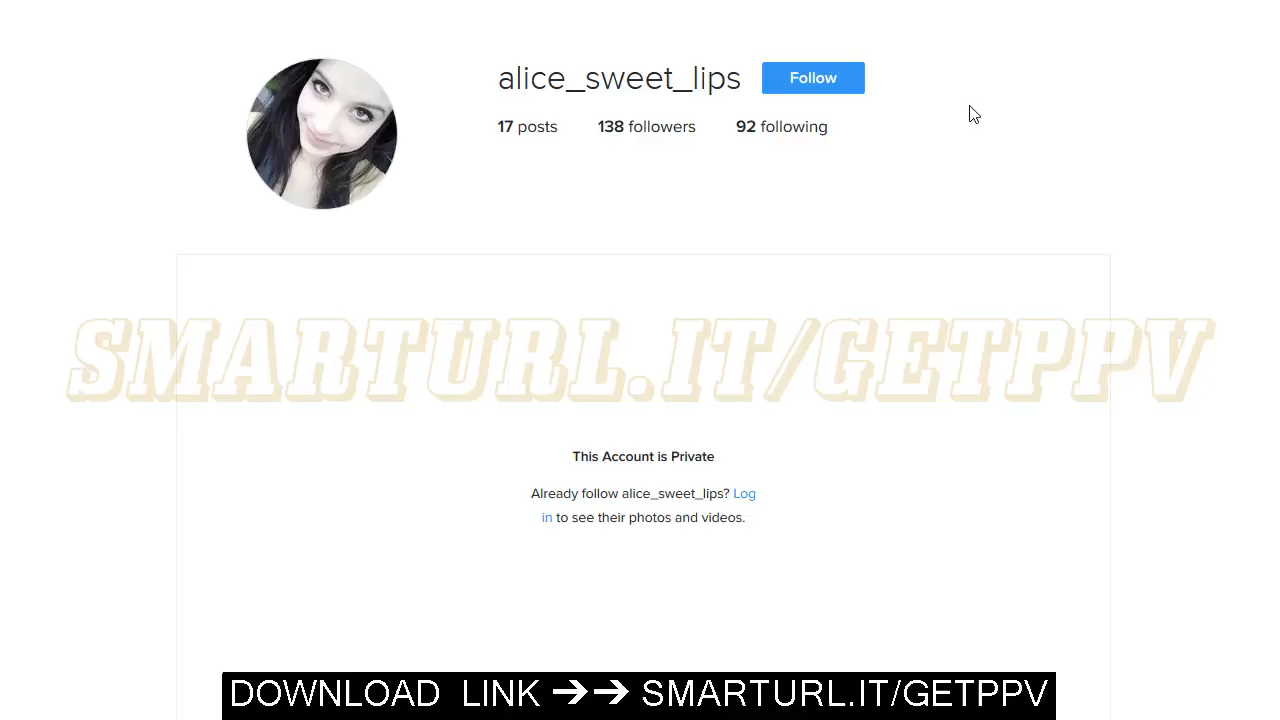 alice_sweet_lips Follow
17 posts 138 followers 92 following
SMARTURL.IT/GETPPV
This Account is Private
Already follow alice_sweet_lips? Log
in to see their photos and videos.
DOWNLOAD LINK ➔➔ SMARTURL.IT/GETPPV